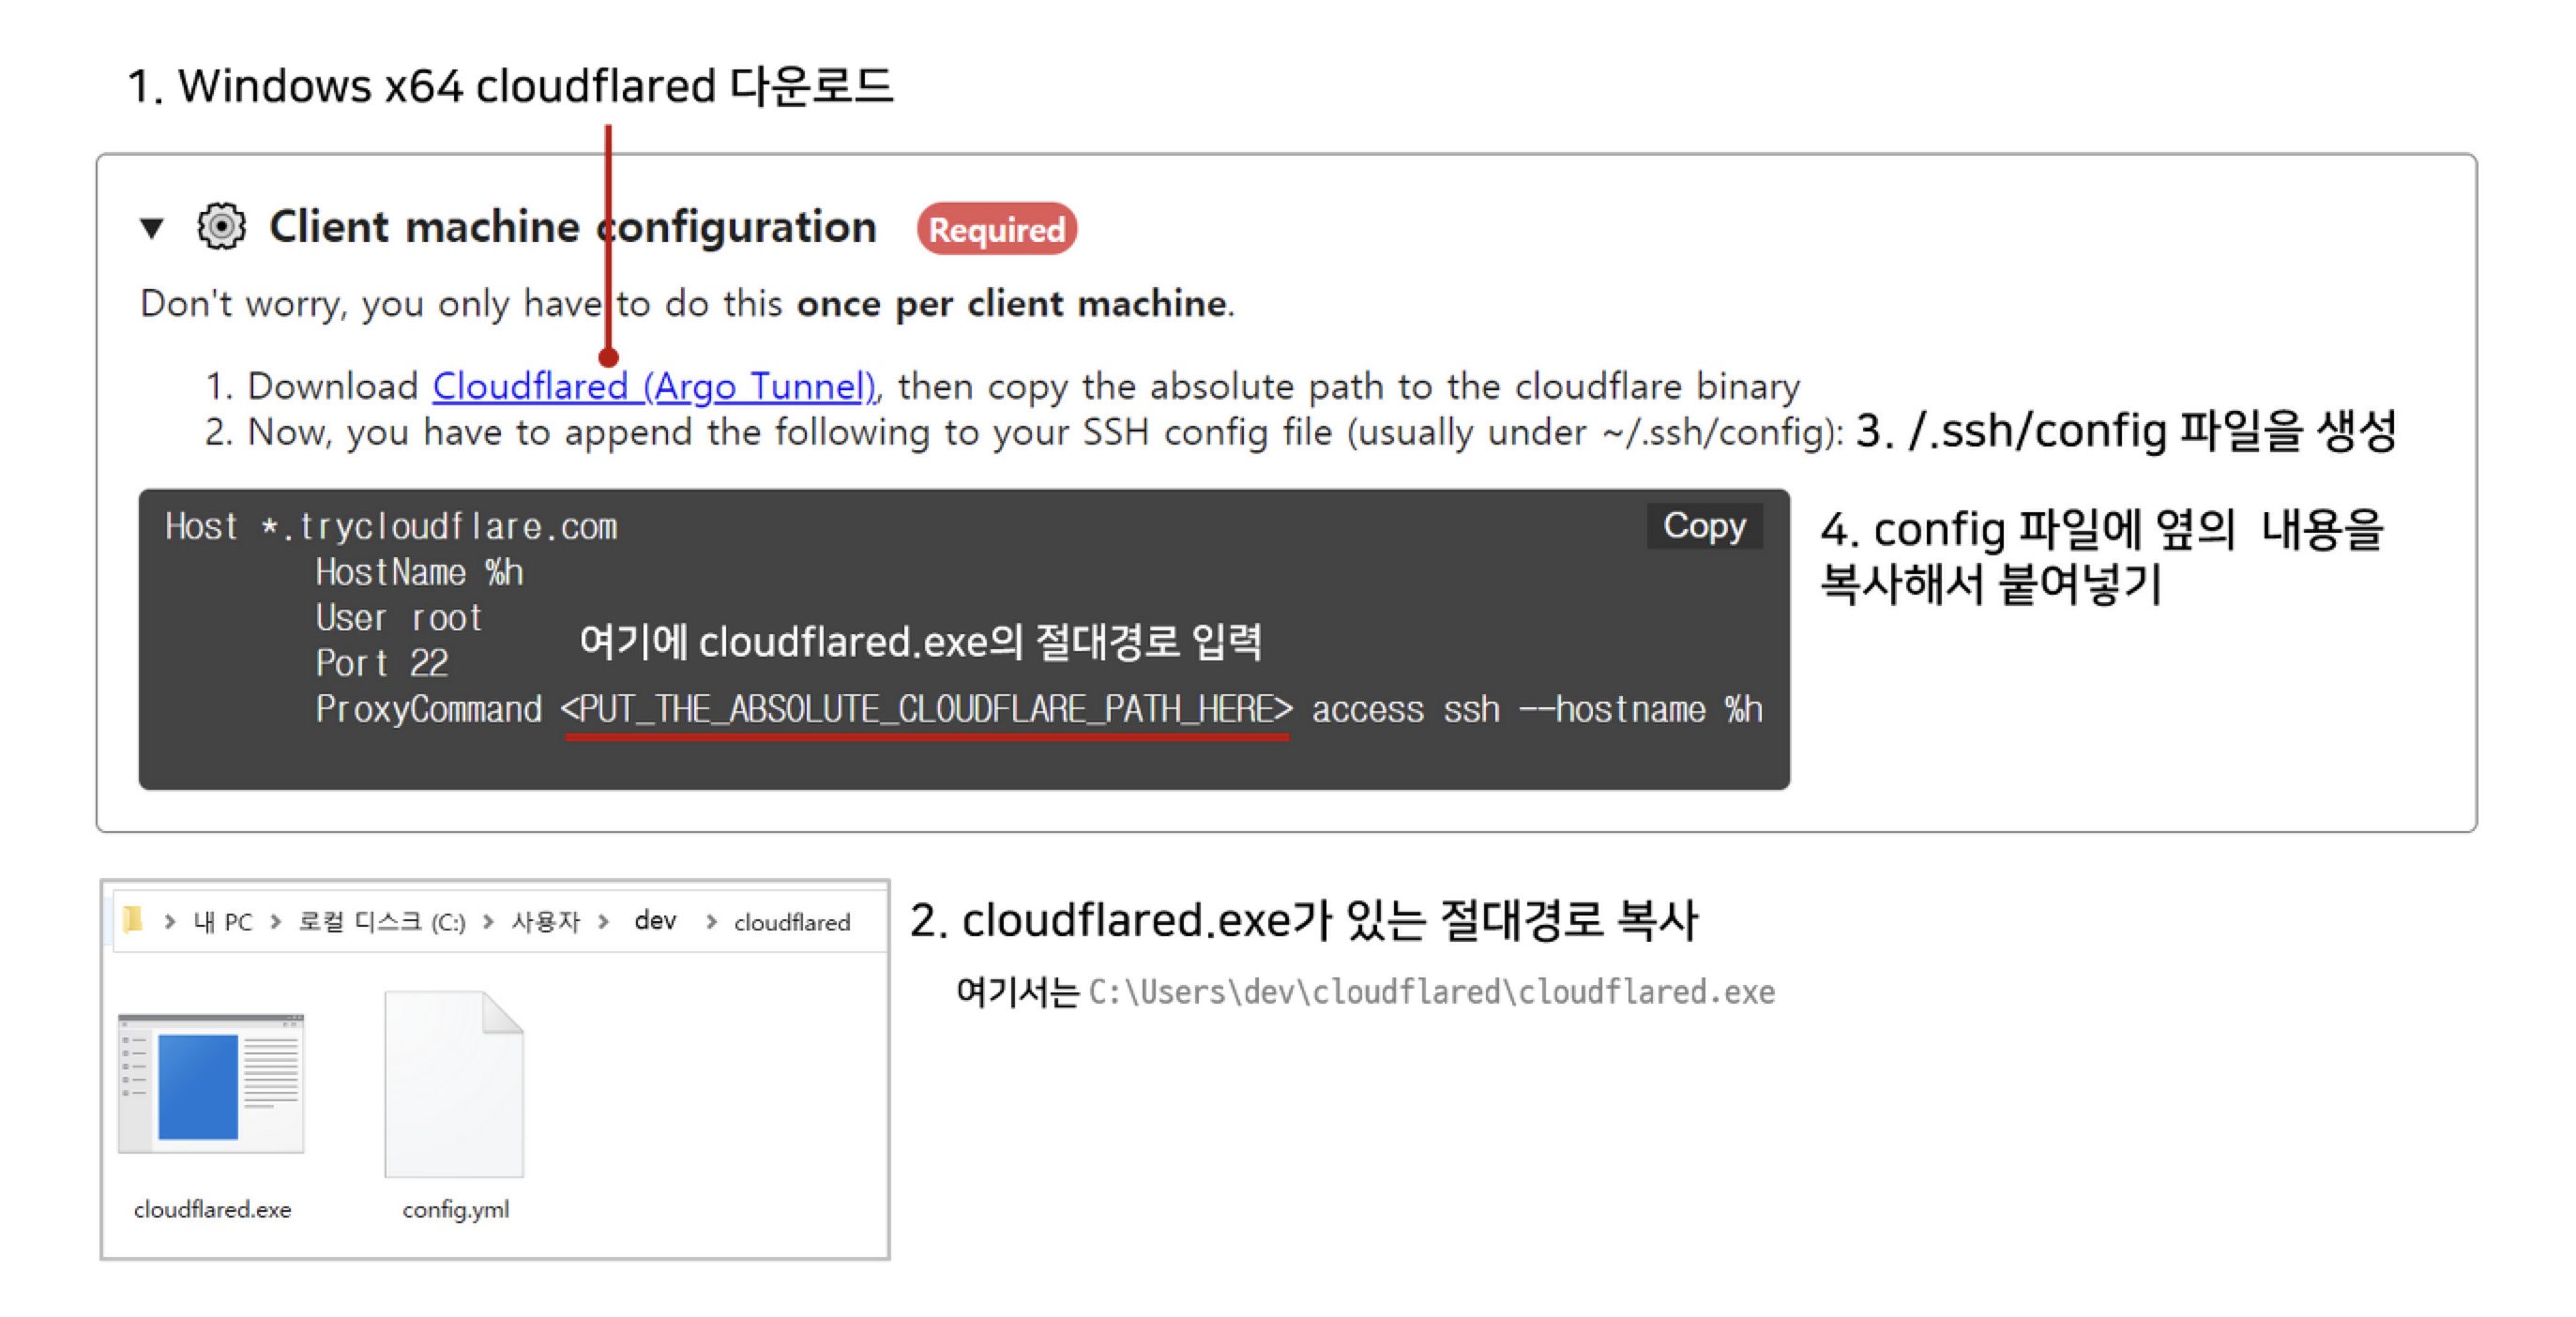 1. Windows x64 cloudflared 다운로드
Client machine configuration Required
Don't worry, you only have to do this once per client machine.
1. Download Cloudflared (Argo Tunnel), then copy the absolute path to the cloudflare binary
2. Now, you have to append the following to your SSH config file (usually under ~/.ssh/config): 3. /.ssh/config 파일을 생성
Host *.trycloudflare.com
Copy
HostName %h
User root
Port 22
여기에 cloudflared.exe의 절대경로 입력
ProxyCommand <PUT_THE_ABSOLUTE_CLOUDFLARE_PATH_HERE> access ssh --hostname %h
4. config 파일에 옆의 내용을
복사해서 붙여넣기
내 PC > 로컬 디스크 (C:) > 사용자 > dev > cloudflared
cloudflared.exe
config.yml
2. cloudflared.exe가 있는 절대경로 복사
여기서는 C:\Users\dev\cloudflared\cloudflared.exe